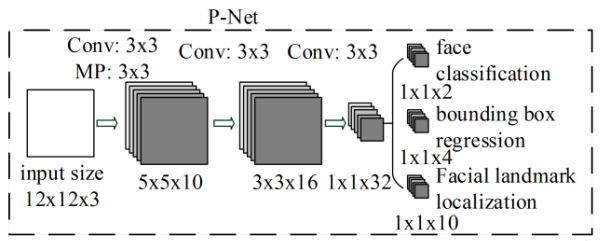 P-Net
Conv: 3x3
MP: 3x3
Conv: 3x3
Conv: 3x3
input size
12x12x3
5x5x10
3x3x16
1x1x32
face
classification
1x1x2
bounding box
regression
1x1x4
Facial landmark
localization
1x1x10